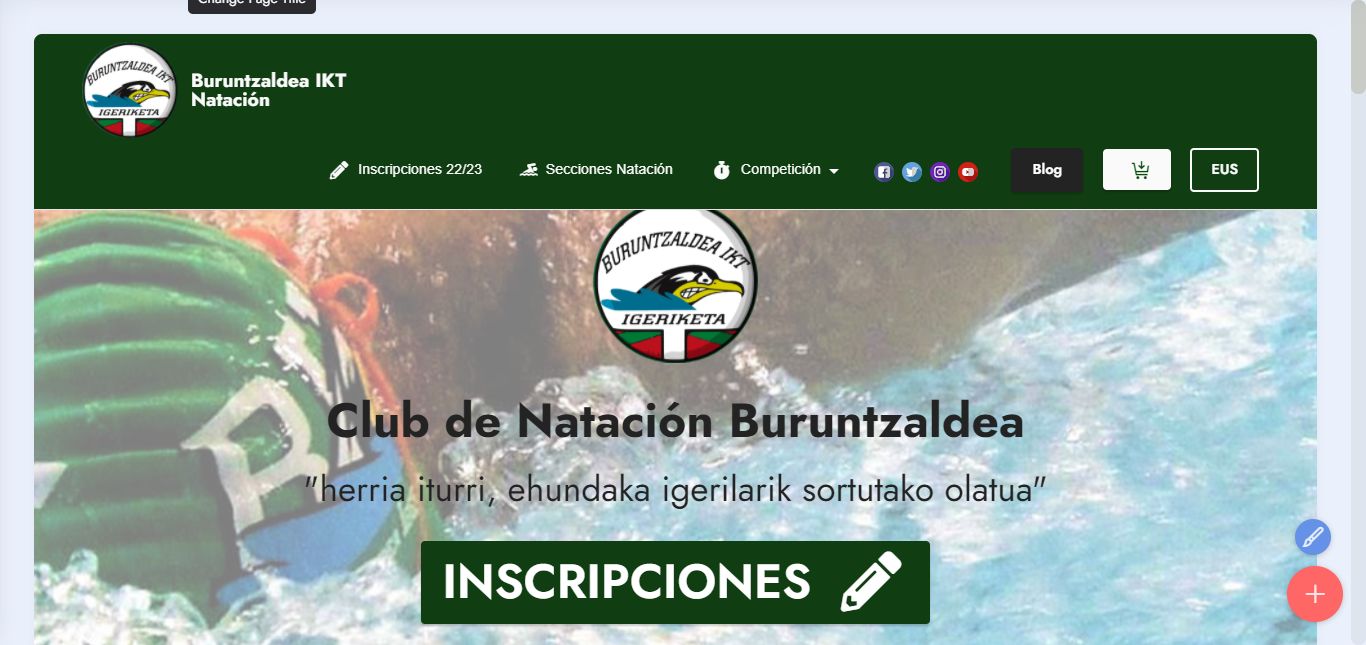 Change Page Title
BURUNTZALDEA IKT
IGERIKETA
Buruntzaldea IKT
Natación
Inscripciones 22/23
Secciones Natación
Competición
Blog
EUS
BURUNTZALDEA IKT
IGERIKETA
Club de Natación Buruntzaldea
"herria iturri, ehundaka igerilarik sortutako olatua"
INSCRIPCIONES